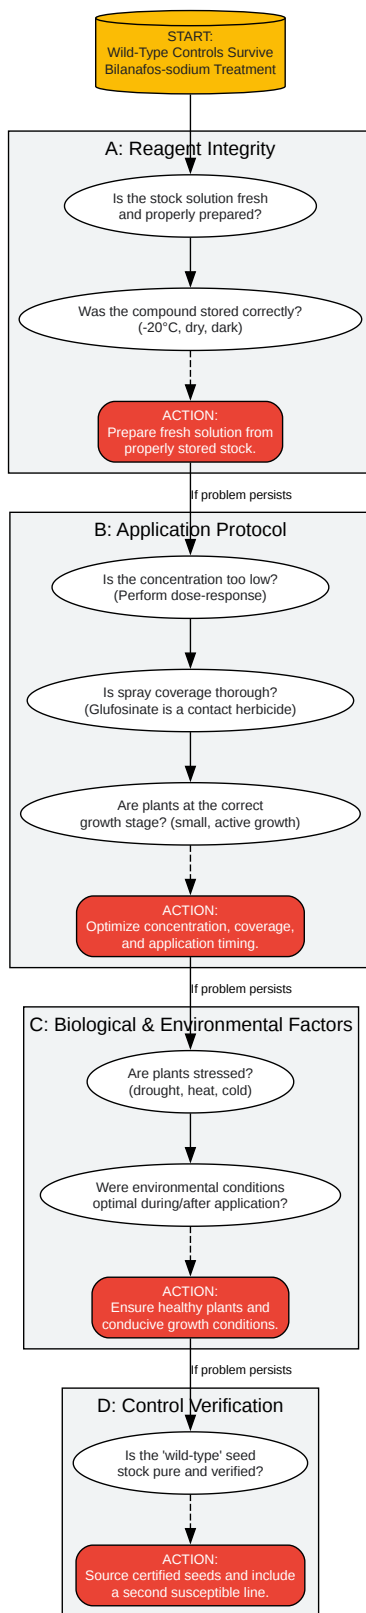 START:
Wild-Type Controls Survive
Bilanafos-sodium Treatment
A: Reagent Integrity
Is the stock solution fresh
and properly prepared?
Was the compound stored correctly?
(-20°C, dry, dark)
ACTION:
Prepare fresh solution from
properly stored stock.
If problem persists
B: Application Protocol
Is the concentration too low?
(Perform dose-response)
Is spray coverage thorough?
(Glufosinate is a contact herbicide)
Are plants at the correct
growth stage? (small, active growth)
ACTION:
Optimize concentration, coverage,
and application timing.
If problem persists
C: Biological & Environmental Factors
Are plants stressed?
(drought, heat, cold)
Were environmental conditions
optimal during/after application?
ACTION:
Ensure healthy plants and
conducive growth conditions.
If problem persists
D: Control Verification
Is the 'wild-type' seed
stock pure and verified?
ACTION:
Source certified seeds and include
a second susceptible line.